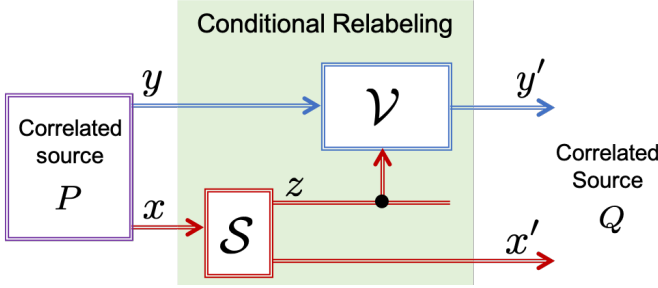 Conditional Relabeling
y
y′
𝒱
Correlated
source
P
Correlated
Source
Q
z
x
𝒮
x′